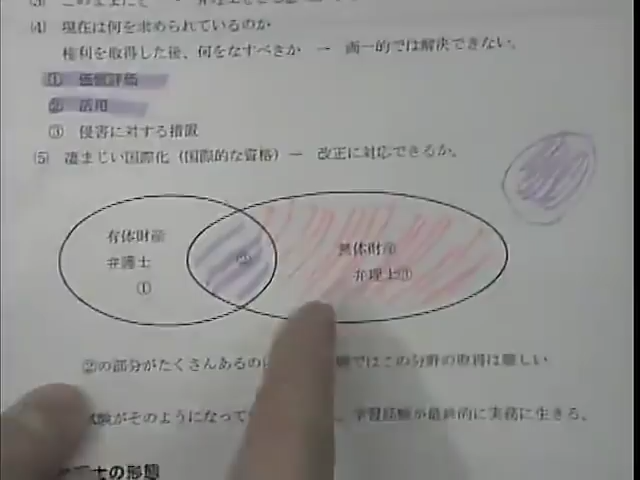 (4) 現在は何を求められているのか
権利を取得した後、何をなすべきか － 画一的では解決できない。
① 価値評価
② 活用
③ 侵害に対する措置
(5) 凄まじい国際化（国際的な資格）－ 改正に対応できるか。
有体財産
弁護士
①
②
無体財産
弁理士③
②の部分がたくさんあるの
ではこの分野の取得は難しい
試験がそのようになって
学習試験が最終的に実務に生きる。
士の形態